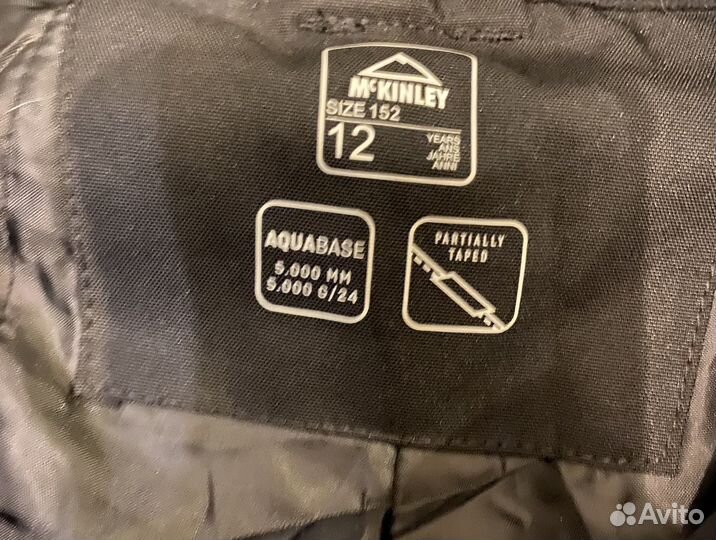 McKINLEY
SIZE 152
12
YEARS
ANS
JAHRE
ANNI
AQUABASE
5.000 MM
5.000 G/24
PARTIALLY
TAPED
Avito